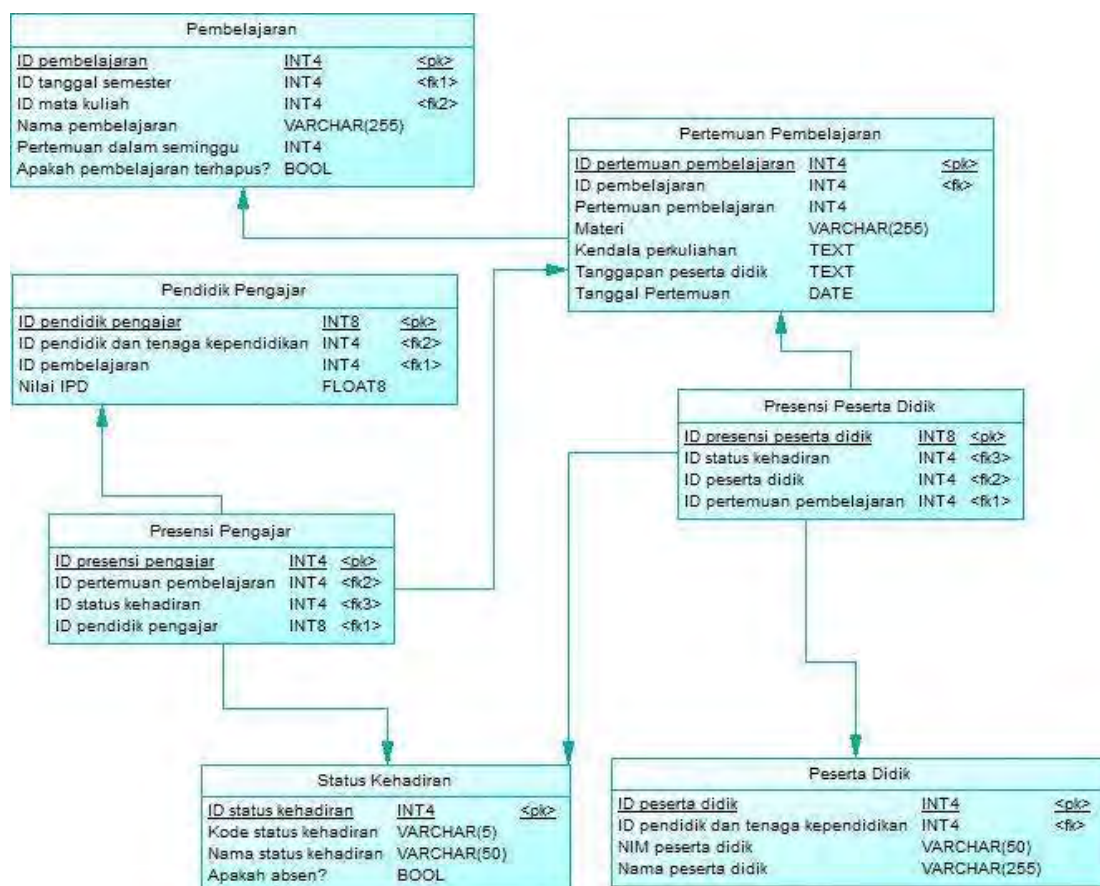 Pembelajaran
ID pembelajaran INT4 <pk>
ID tanggal semester INT4 <fk1>
ID mata kuliah INT4 <fk2>
Nama pembelajaran VARCHAR(255)
Pertemuan dalam seminggu INT4
Apakah pembelajaran terhapus? BOOL
Pertemuan Pembelajaran
ID pertemuan pembelajaran INT4 <pk>
ID pembelajaran INT4 <fk>
Pertemuan pembelajaran INT4
Materi VARCHAR(255)
Kendala perkuliahan TEXT
Tanggapan peserta didik TEXT
Tanggal Pertemuan DATE
Pendidik Pengajar
ID pendidik pengajar INT8 <pk>
ID pendidik dan tenaga kependidikan INT4 <fk2>
ID pembelajaran INT4 <fk1>
Nilai IPD FLOAT8
Presensi Peserta Didik
ID presensi peserta didik INT8 <pk>
ID status kehadiran INT4 <fk3>
ID peserta didik INT4 <fk2>
ID pertemuan pembelajaran INT4 <fk1>
Presensi Pengajar
ID presensi pengajar INT4 <pk>
ID pertemuan pembelajaran INT4 <fk2>
ID status kehadiran INT4 <fk3>
ID pendidik pengajar INT8 <fk1>
Status Kehadiran
ID status kehadiran INT4 <pk>
Kode status kehadiran VARCHAR(5)
Nama status kehadiran VARCHAR(50)
Apakah absen? BOOL
Peserta Didik
ID peserta didik INT4 <pk>
ID pendidik dan tenaga kependidikan INT4 <fk>
NIM peserta didik VARCHAR(50)
Nama peserta didik VARCHAR(255)